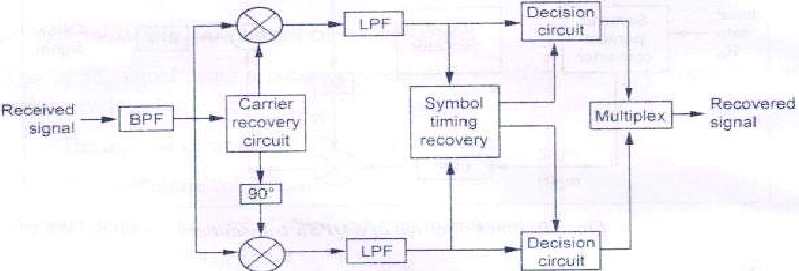 Decision
circuit
LPF
Received
signal
BPF
Carrier
recovery
circuit
Symbol
timing
recovery
Multiplex
Recovered
signal
90°
LPF
Decision
circuit